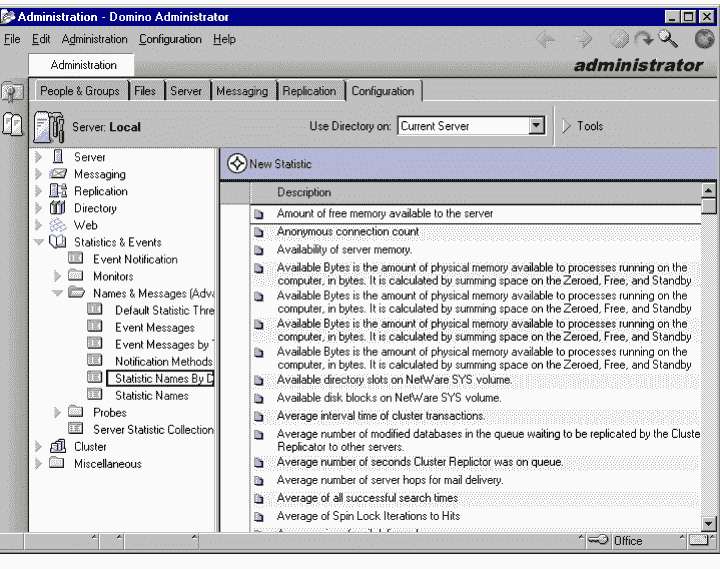 Administration - Domino Administrator
File Edit Administration Configuration Help
Administration
administrator
People & Groups Files Server Messaging Replication Configuration
Server: Local
Use Directory on: Current Server
Tools
Server
Messaging
Replication
Directory
Web
Statistics & Events
Event Notification
Monitors
Names & Messages (Adva
Default Statistic Thre
Event Messages
Event Messages by T
Notification Methods
Statistic Names By D
Statistic Names
Probes
Server Statistic Collection
Cluster
Miscellaneous
New Statistic
Description
Amount of free memory available to the server
Anonymous connection count
Availability of server memory.
Available Bytes is the amount of physical memory available to processes running on the
computer, in bytes. It is calculated by summing space on the Zeroed, Free, and Standby
Available Bytes is the amount of physical memory available to processes running on the
computer, in bytes. It is calculated by summing space on the Zeroed, Free, and Standby
Available Bytes is the amount of physical memory available to processes running on the
computer, in bytes. It is calculated by summing space on the Zeroed, Free, and Standby
Available Bytes is the amount of physical memory available to processes running on the
computer, in bytes. It is calculated by summing space on the Zeroed, Free, and Standby
Available directory slots on NetWare SYS volume.
Available disk blocks on NetWare SYS volume.
Average interval time of cluster transactions.
Average number of modified databases in the queue waiting to be replicated by the Cluste
Replicator to other servers.
Average number of seconds Cluster Replictor was on queue.
Average number of server hops for mail delivery.
Average of all successful search times
Average of Spin Lock Iterations to Hits
Office